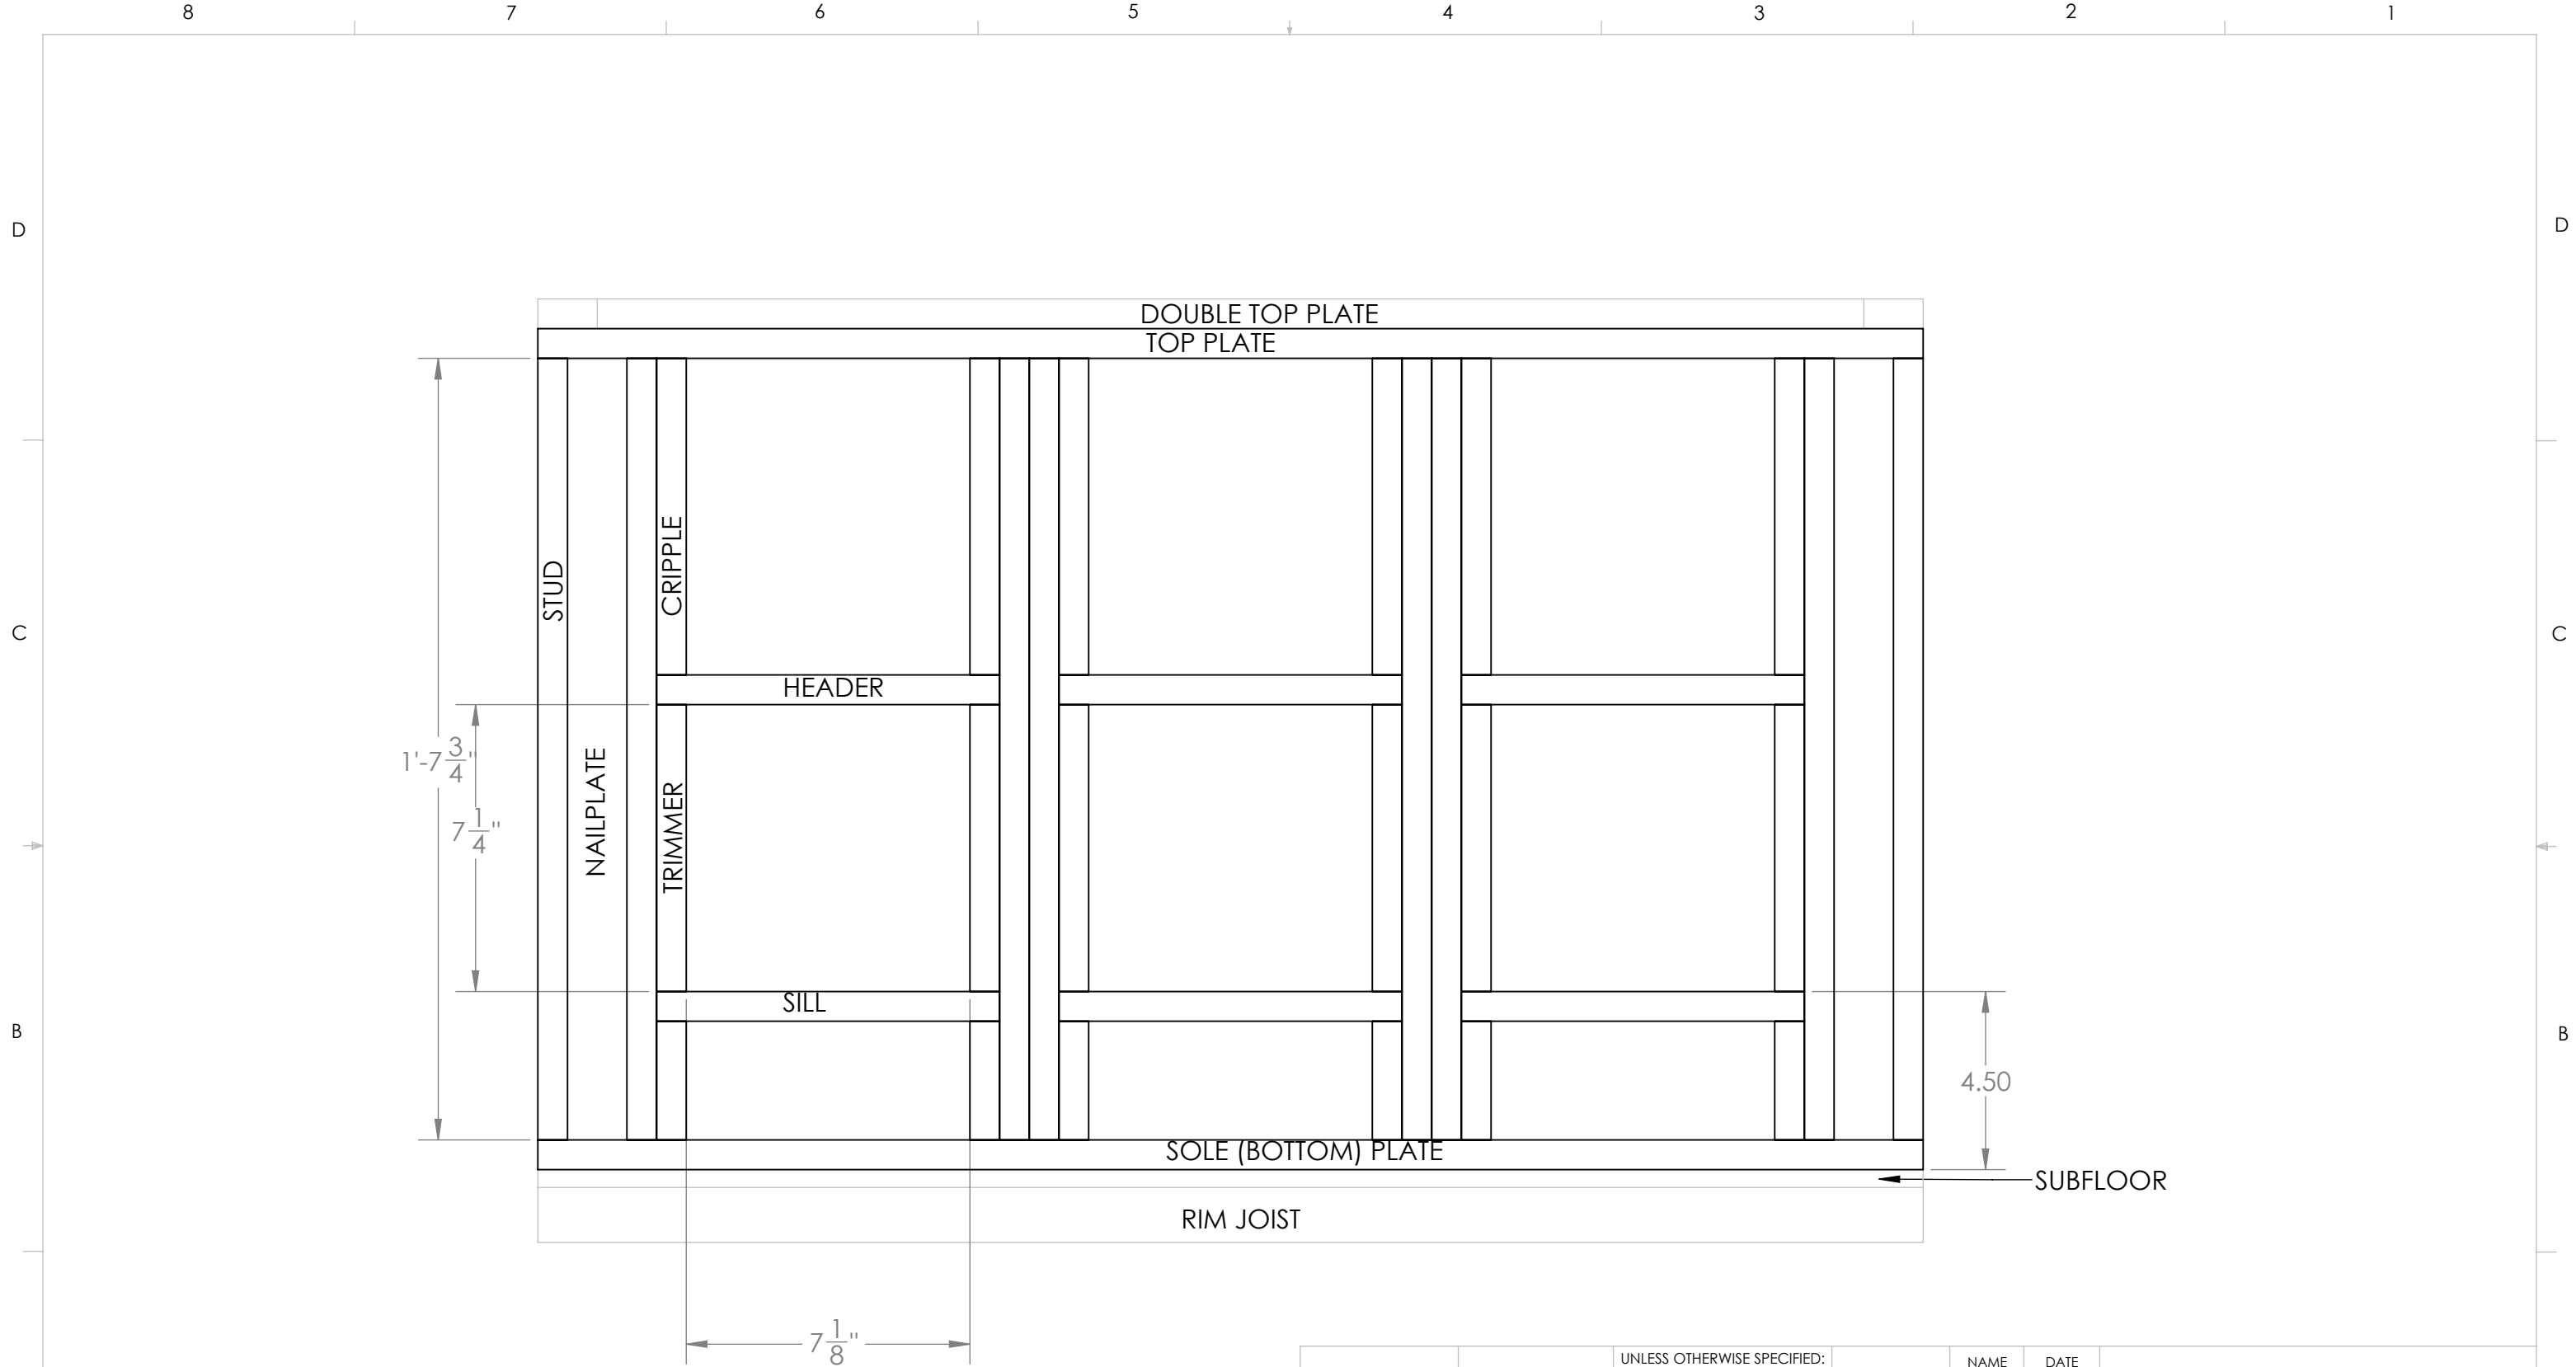 8 7 6 5 4 3 2 1
D D
DOUBLE TOP PLATE
TOP PLATE
CRIPPLE
STUD
C C
HEADER
1'-7 3/4"
NAILPLATE
TRIMMER
7 1/4"
SILL
B B
4.50
SOLE (BOTTOM) PLATE
SUBFLOOR
RIM JOIST
7 1/8"
UNLESS OTHERWISE SPECIFIED:
NAME DATE